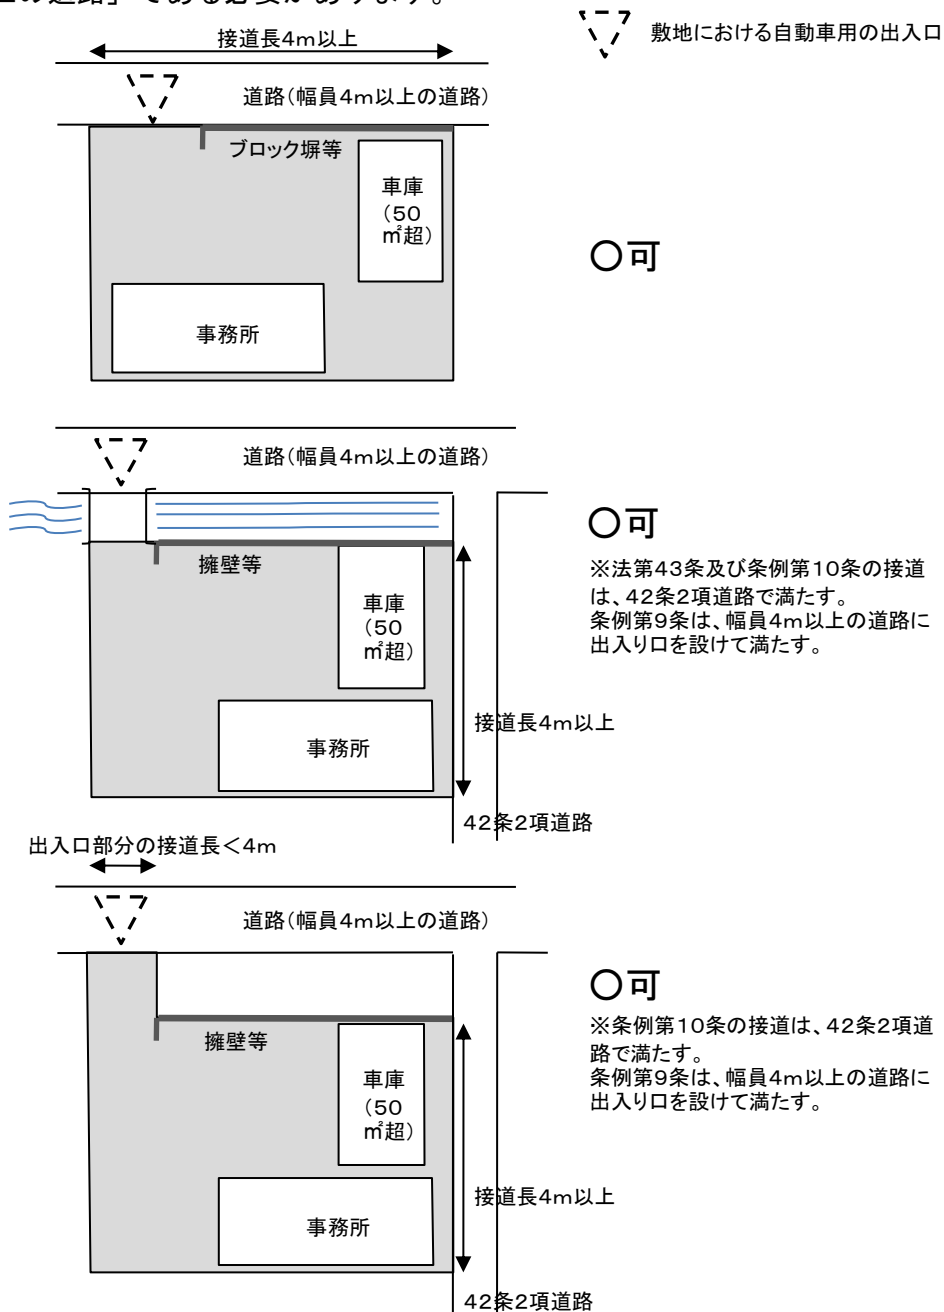 上の道路」である必要があります。
敷地における自動車用の出入口
接道長4m以上
道路(幅員4m以上の道路)
ブロック塀等
車庫
(50
㎡超)
〇可
事務所
道路(幅員4m以上の道路)
擁壁等
〇可
※法第43条及び条例第10条の接道
は、42条2項道路で満たす。
条例第9条は、幅員4m以上の道路に
出入り口を設けて満たす。
車庫
(50
㎡超)
接道長4m以上
事務所
42条2項道路
出入口部分の接道長<4m
道路(幅員4m以上の道路)
〇可
※条例第10条の接道は、42条2項道
路で満たす。
条例第9条は、幅員4m以上の道路に
出入り口を設けて満たす。
擁壁等
車庫
(50
㎡超)
接道長4m以上
事務所
42条2項道路